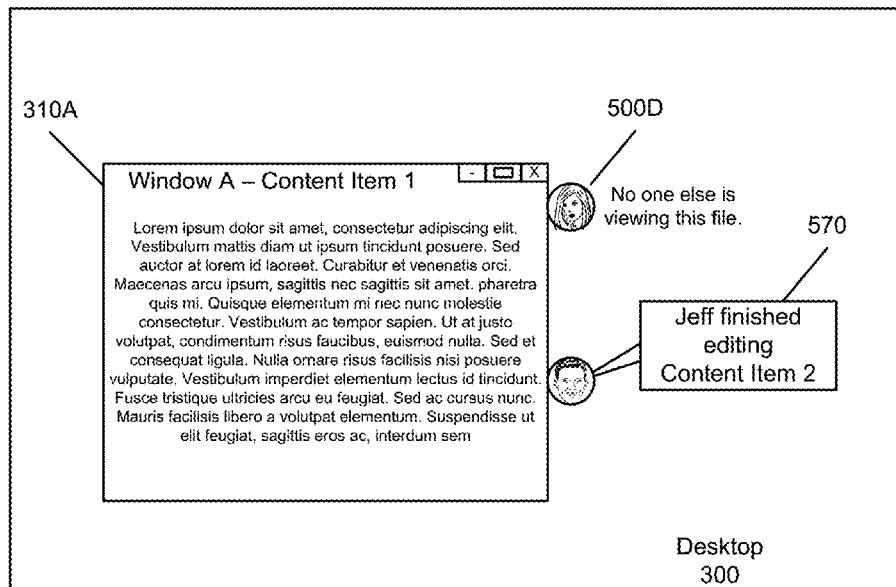 310A
500D
Window A – Content Item 1
- X
No one else is
viewing this file.
570
Lorem ipsum dolor sit amet, consectetur adipiscing elit.
Vestibulum mattis diam ut ipsum tincidunt posuere. Sed
auctor at lorem id laoreet. Curabitur et venenatis orci.
Maecenas arcu ipsum, sagittis nec sagittis sit amet, pharetra
quis mi. Quisque elementum mi nec nunc molestie
consectetur. Vestibulum ac tempor sapien. Ut at justo
volutpat, condimentum risus faucibus, euismod nulla. Sed et
consequat ligula. Nulla ornare risus facilisis nisi posuere
vulputate. Vestibulum imperdiet elementum lectus id tincidunt.
Fusce tristique ultricies arcu eu feugiat. Sed ac cursus nunc.
Mauris facilisis libero a volutpat elementum. Suspendisse ut
elit feugiat, sagittis eros ac, interdum sem
Jeff finished
editing
Content Item 2
Desktop
300